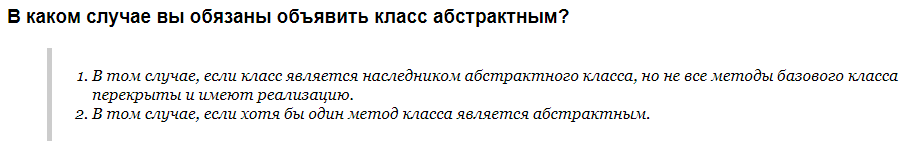 В каком случае вы обязаны объявить класс абстрактным?
1. В том случае, если класс является наследником абстрактного класса, но не все методы базового класса
перекрыты и имеют реализацию.
2. В том случае, если хотя бы один метод класса является абстрактным.